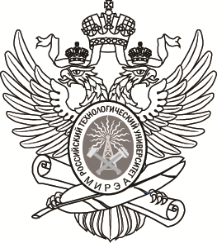 РОССИЙСКИЙ ТЕХНОЛОГИЧЕСКИЙ УНИВЕРСИТЕТ
МИРЭА